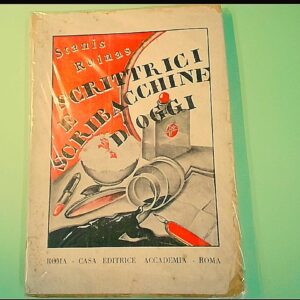 Stanis
Ruinas
SCRITTRICI
E
SCRIBACCHINE
D'OGGI
ROMA - CASA EDITRICE ACCADEMIA - ROMA